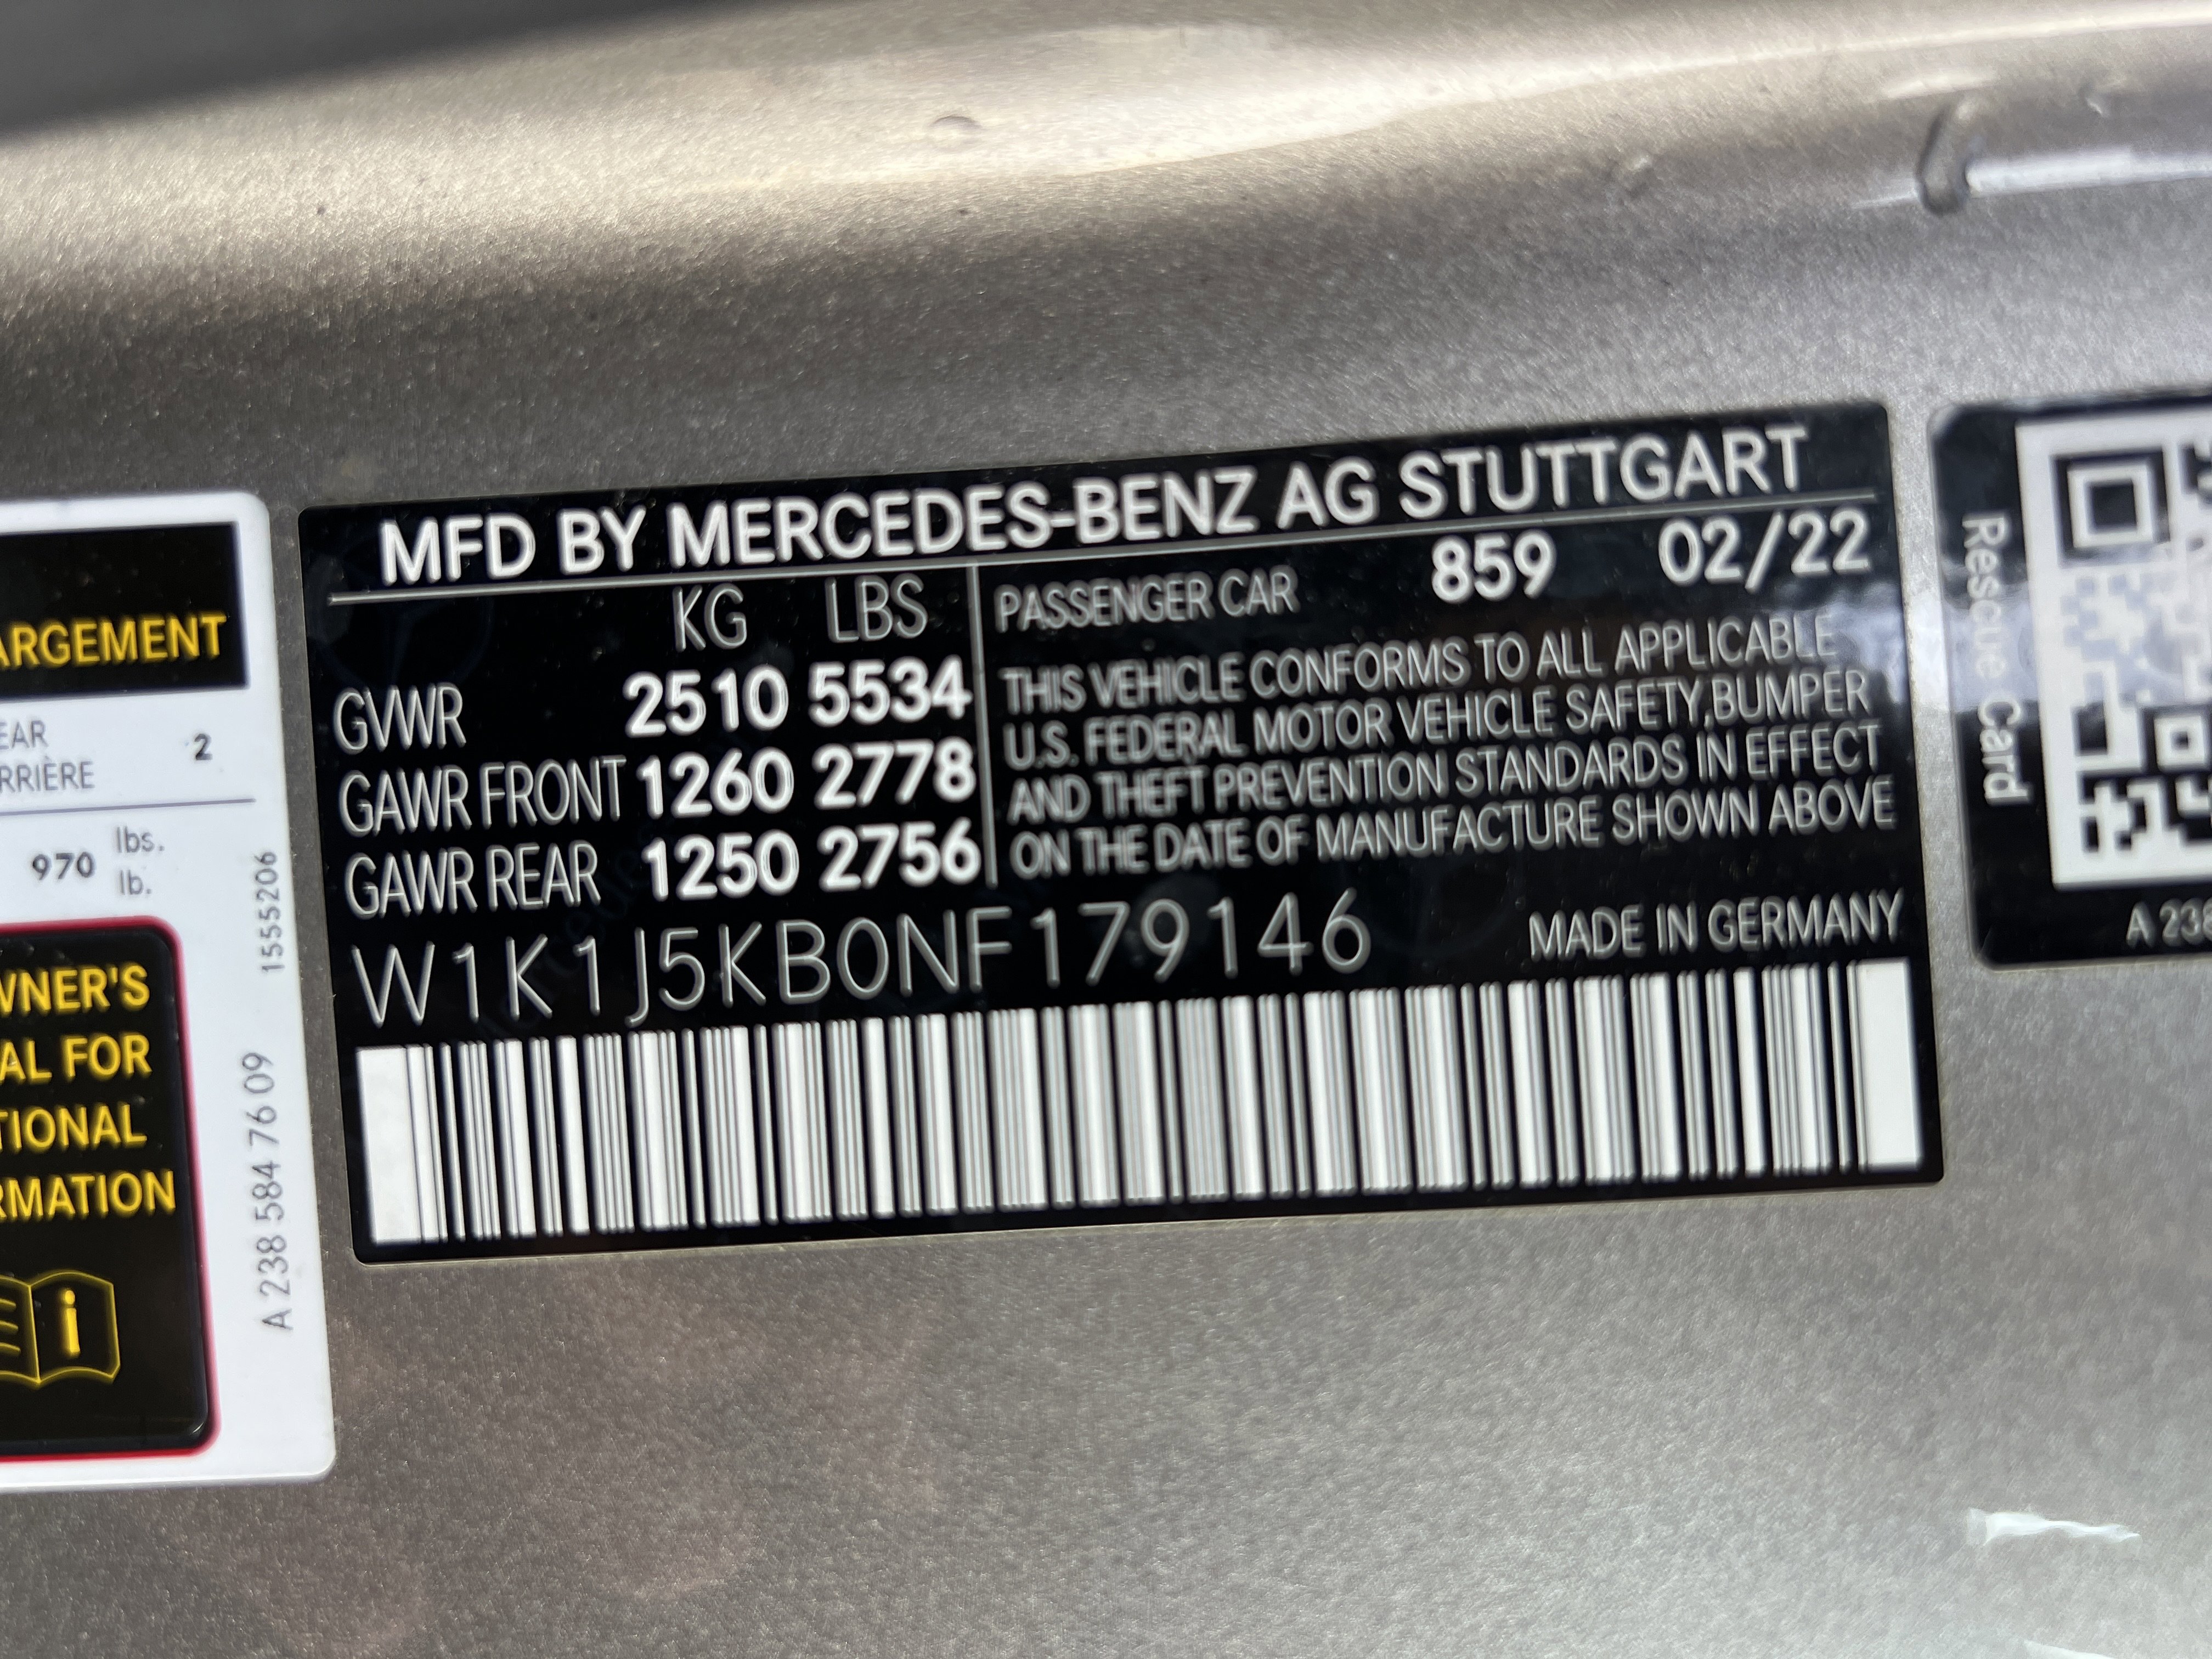 ARGEMENT
EAR 2
RRIÈRE
970 lbs.
lb.
WNER'S
AL FOR
TIONAL
RMATION
i
1555206
A 238 584 76 09
MFD BY MERCEDES-BENZ AG STUTTGART
KG LBS
GVWR 2510 5534
GAWR FRONT 1260 2778
GAWR REAR 1250 2756
PASSENGER CAR 859 02/22
THIS VEHICLE CONFORMS TO ALL APPLICABLE
U.S. FEDERAL MOTOR VEHICLE SAFETY,BUMPER
AND THEFT PREVENTION STANDARDS IN EFFECT
ON THE DATE OF MANUFACTURE SHOWN ABOVE
W1K1J5KB0NF179146
MADE IN GERMANY
Rescue Card
A 23